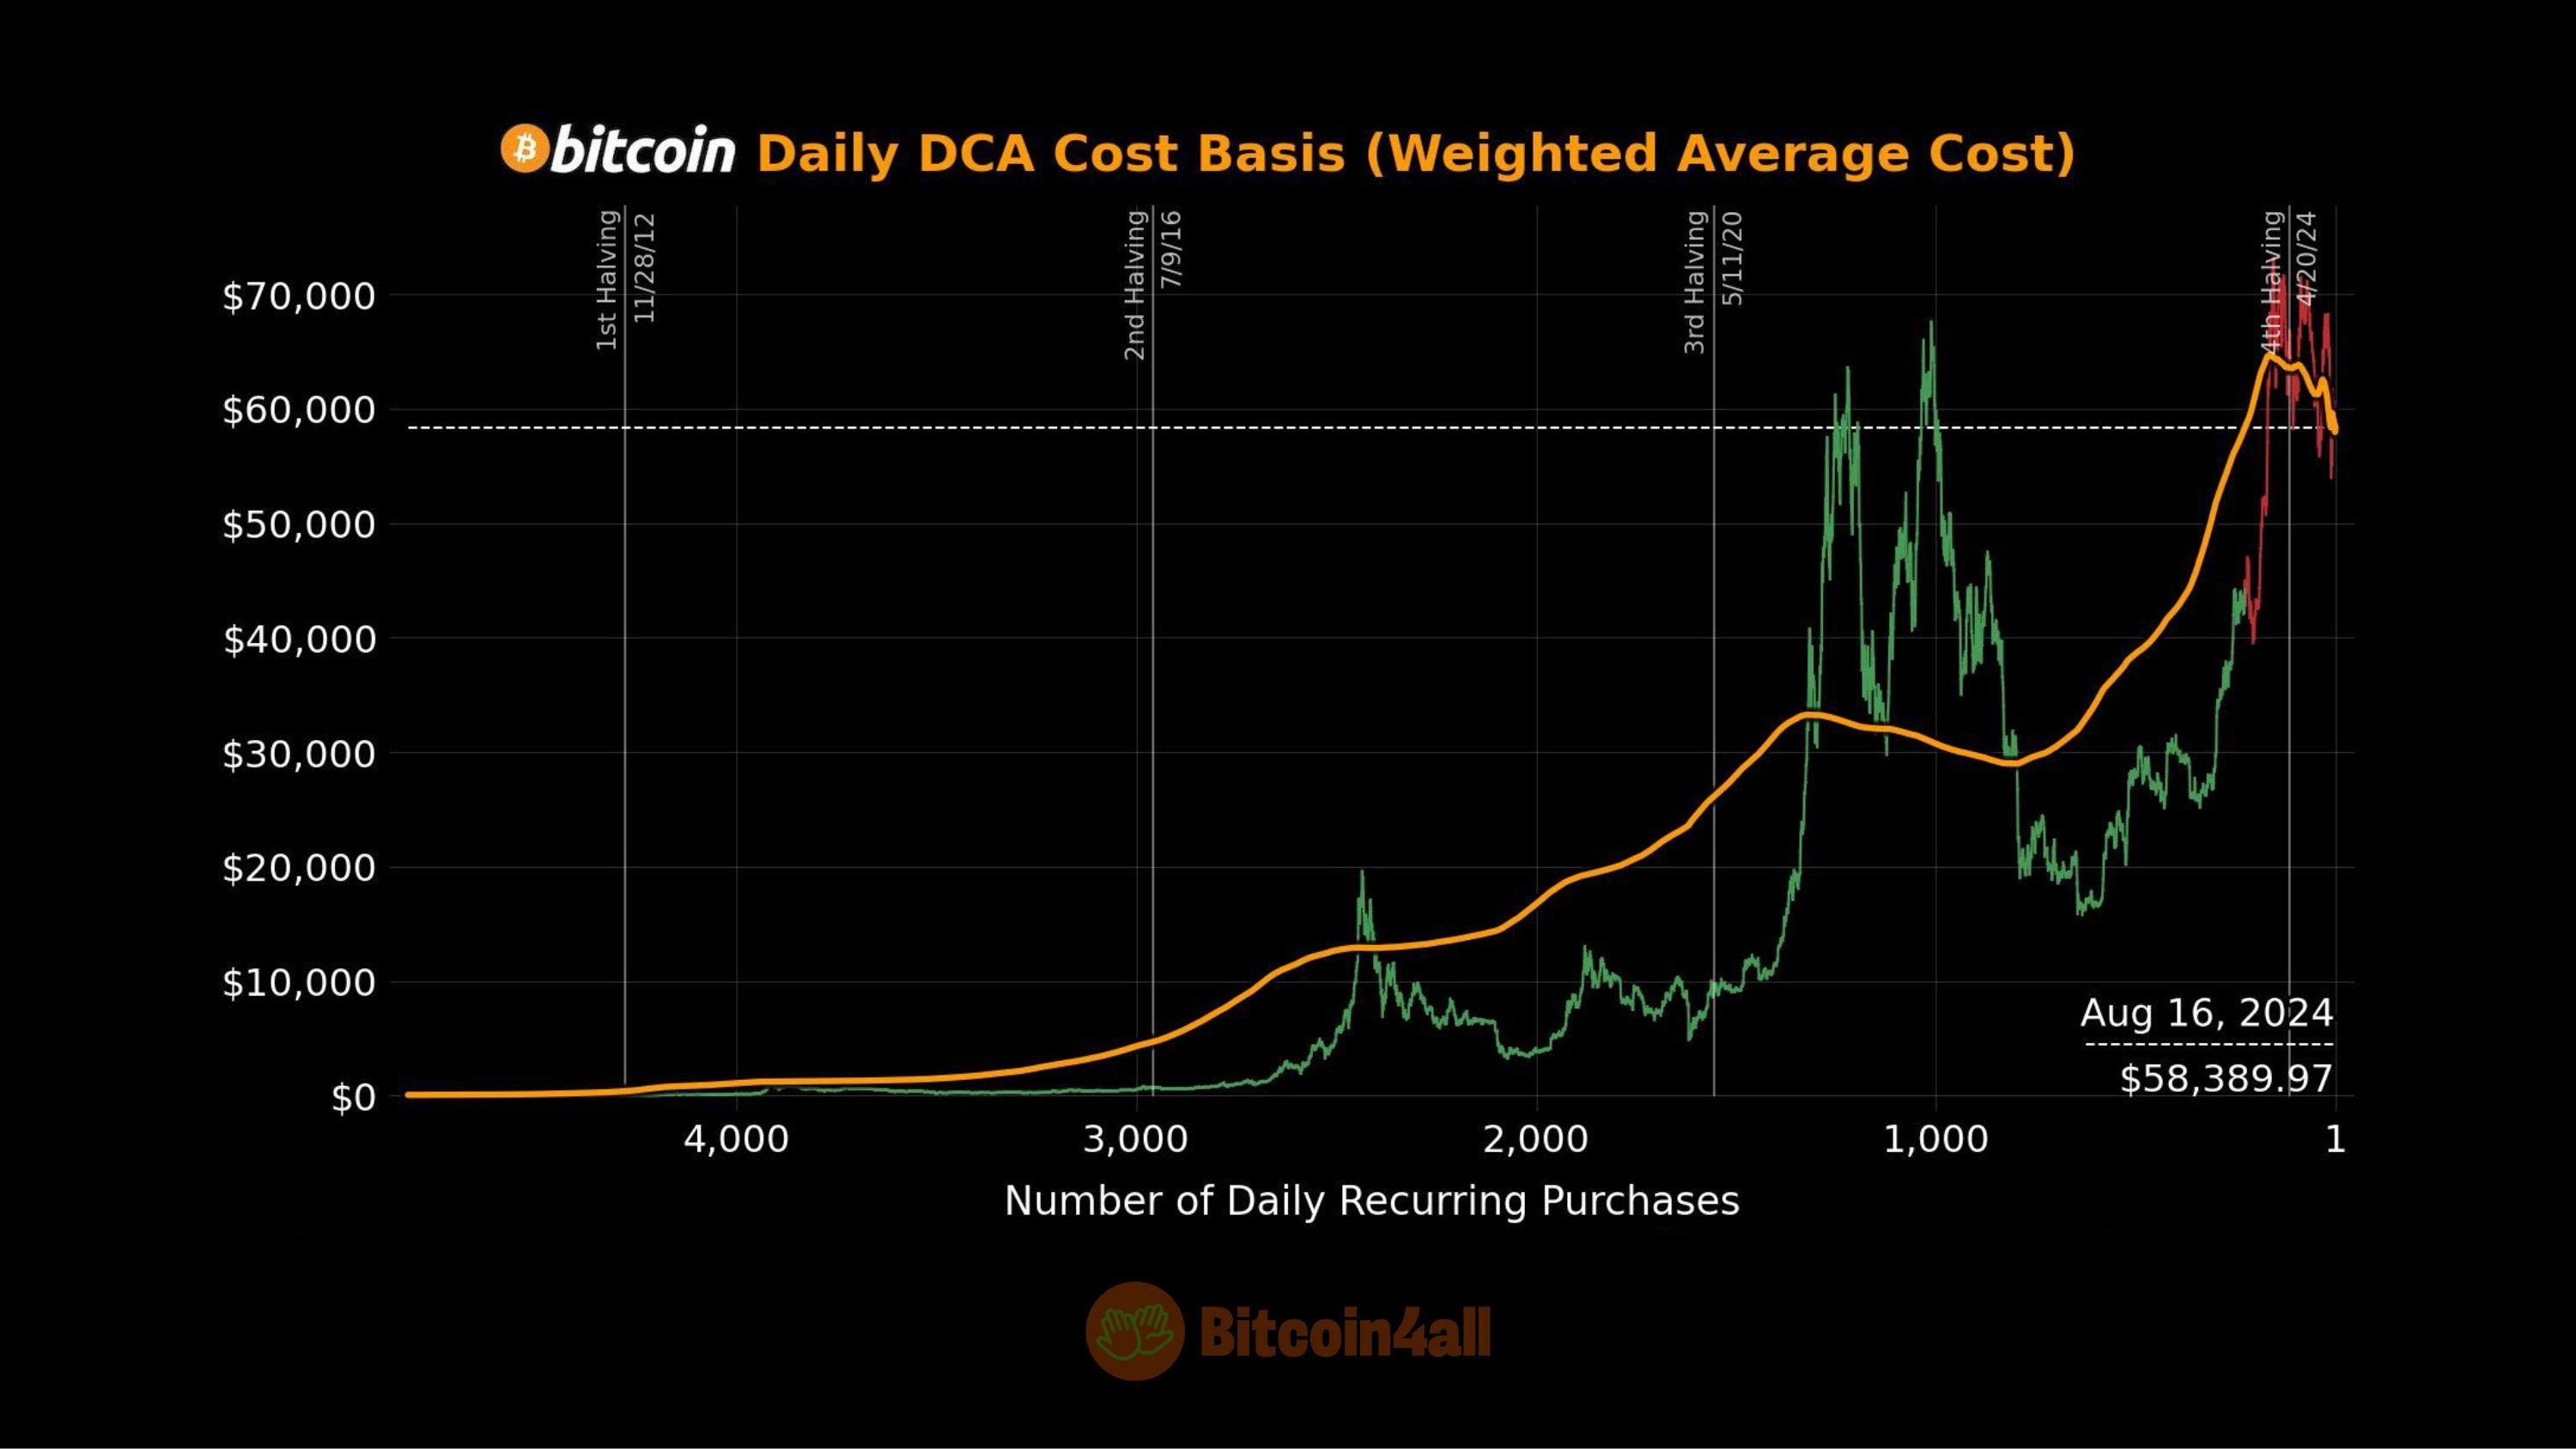 bitcoin Daily DCA Cost Basis (Weighted Average Cost)
1st Halving
11/28/12
2nd Halving
7/9/16
3rd Halving
5/11/20
4th Halving
4/20/24
$70,000
$60,000
$50,000
$40,000
$30,000
$20,000
$10,000
$0
Aug 16, 2024
$58,389.97
4,000
3,000
2,000
1,000
1
Number of Daily Recurring Purchases
Bitcoin4all